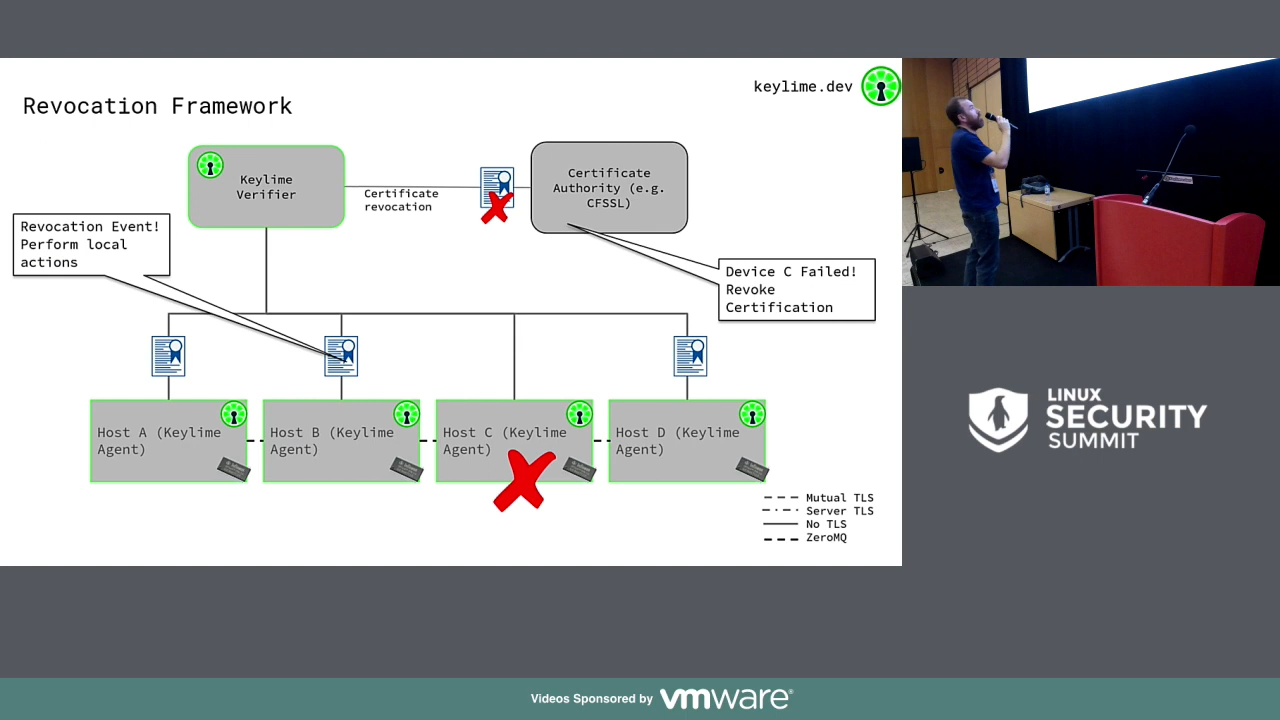 keylime.dev
Revocation Framework
Keylime
Verifier
Certificate
revocation
Certificate
Authority (e.g.
CFSSL)
Revocation Event!
Perform local
actions
Device C Failed!
Revoke
Certification
Host A (Keylime
Agent)
Host B (Keylime
Agent)
Host C (Keylime
Agent)
Host D (Keylime
Agent)
Mutual TLS
Server TLS
No TLS
ZeroMQ
LINUX
SECURITY
SUMMIT
Videos Sponsored by vmware®